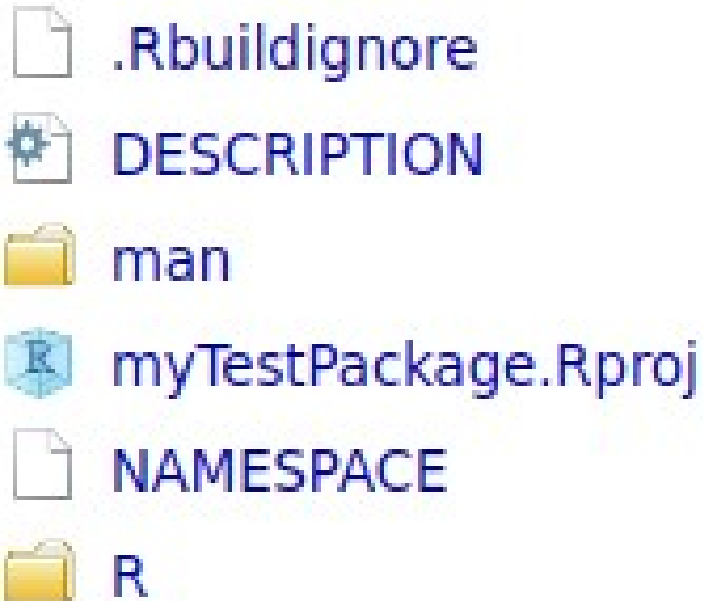 .Rbuildignore
DESCRIPTION
man
myTestPackage.Rproj
NAMESPACE
R